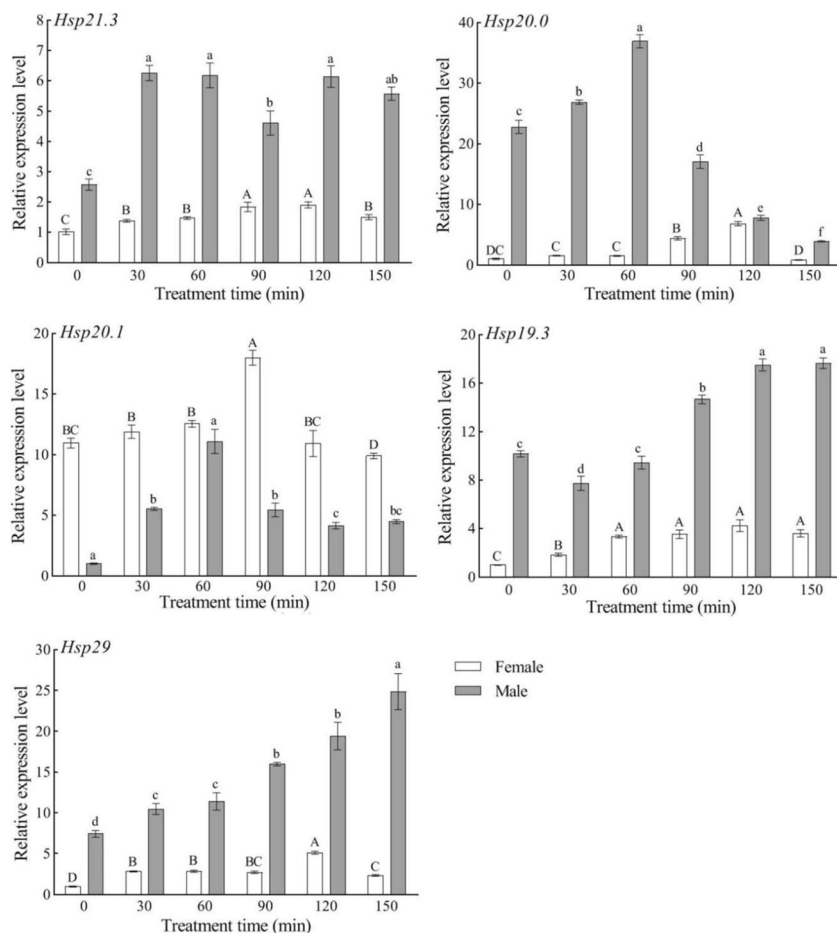 Hsp21.3
Relative expression level
8
7
6
5
4
3
2
1
0
C
c
B
a
B
a
A
b
A
a
B
ab
0 30 60 90 120 150
Treatment time (min)
Hsp20.0
Relative expression level
40
30
20
10
0
DC
c
C
b
C
a
B
d
A
e
D
f
0 30 60 90 120 150
Treatment time (min)
Hsp20.1
Relative expression level
20
15
10
5
0
BC
a
B
b
B
a
A
b
BC
c
D
bc
0 30 60 90 120 150
Treatment time (min)
Hsp19.3
Relative expression level
20
16
12
8
4
0
C
c
B
d
A
c
A
b
A
a
A
a
0 30 60 90 120 150
Treatment time (min)
Hsp29
Relative expression level
30
25
20
15
10
5
0
D
d
B
c
B
c
BC
b
A
b
C
a
0 30 60 90 120 150
Treatment time (min)
Female
Male